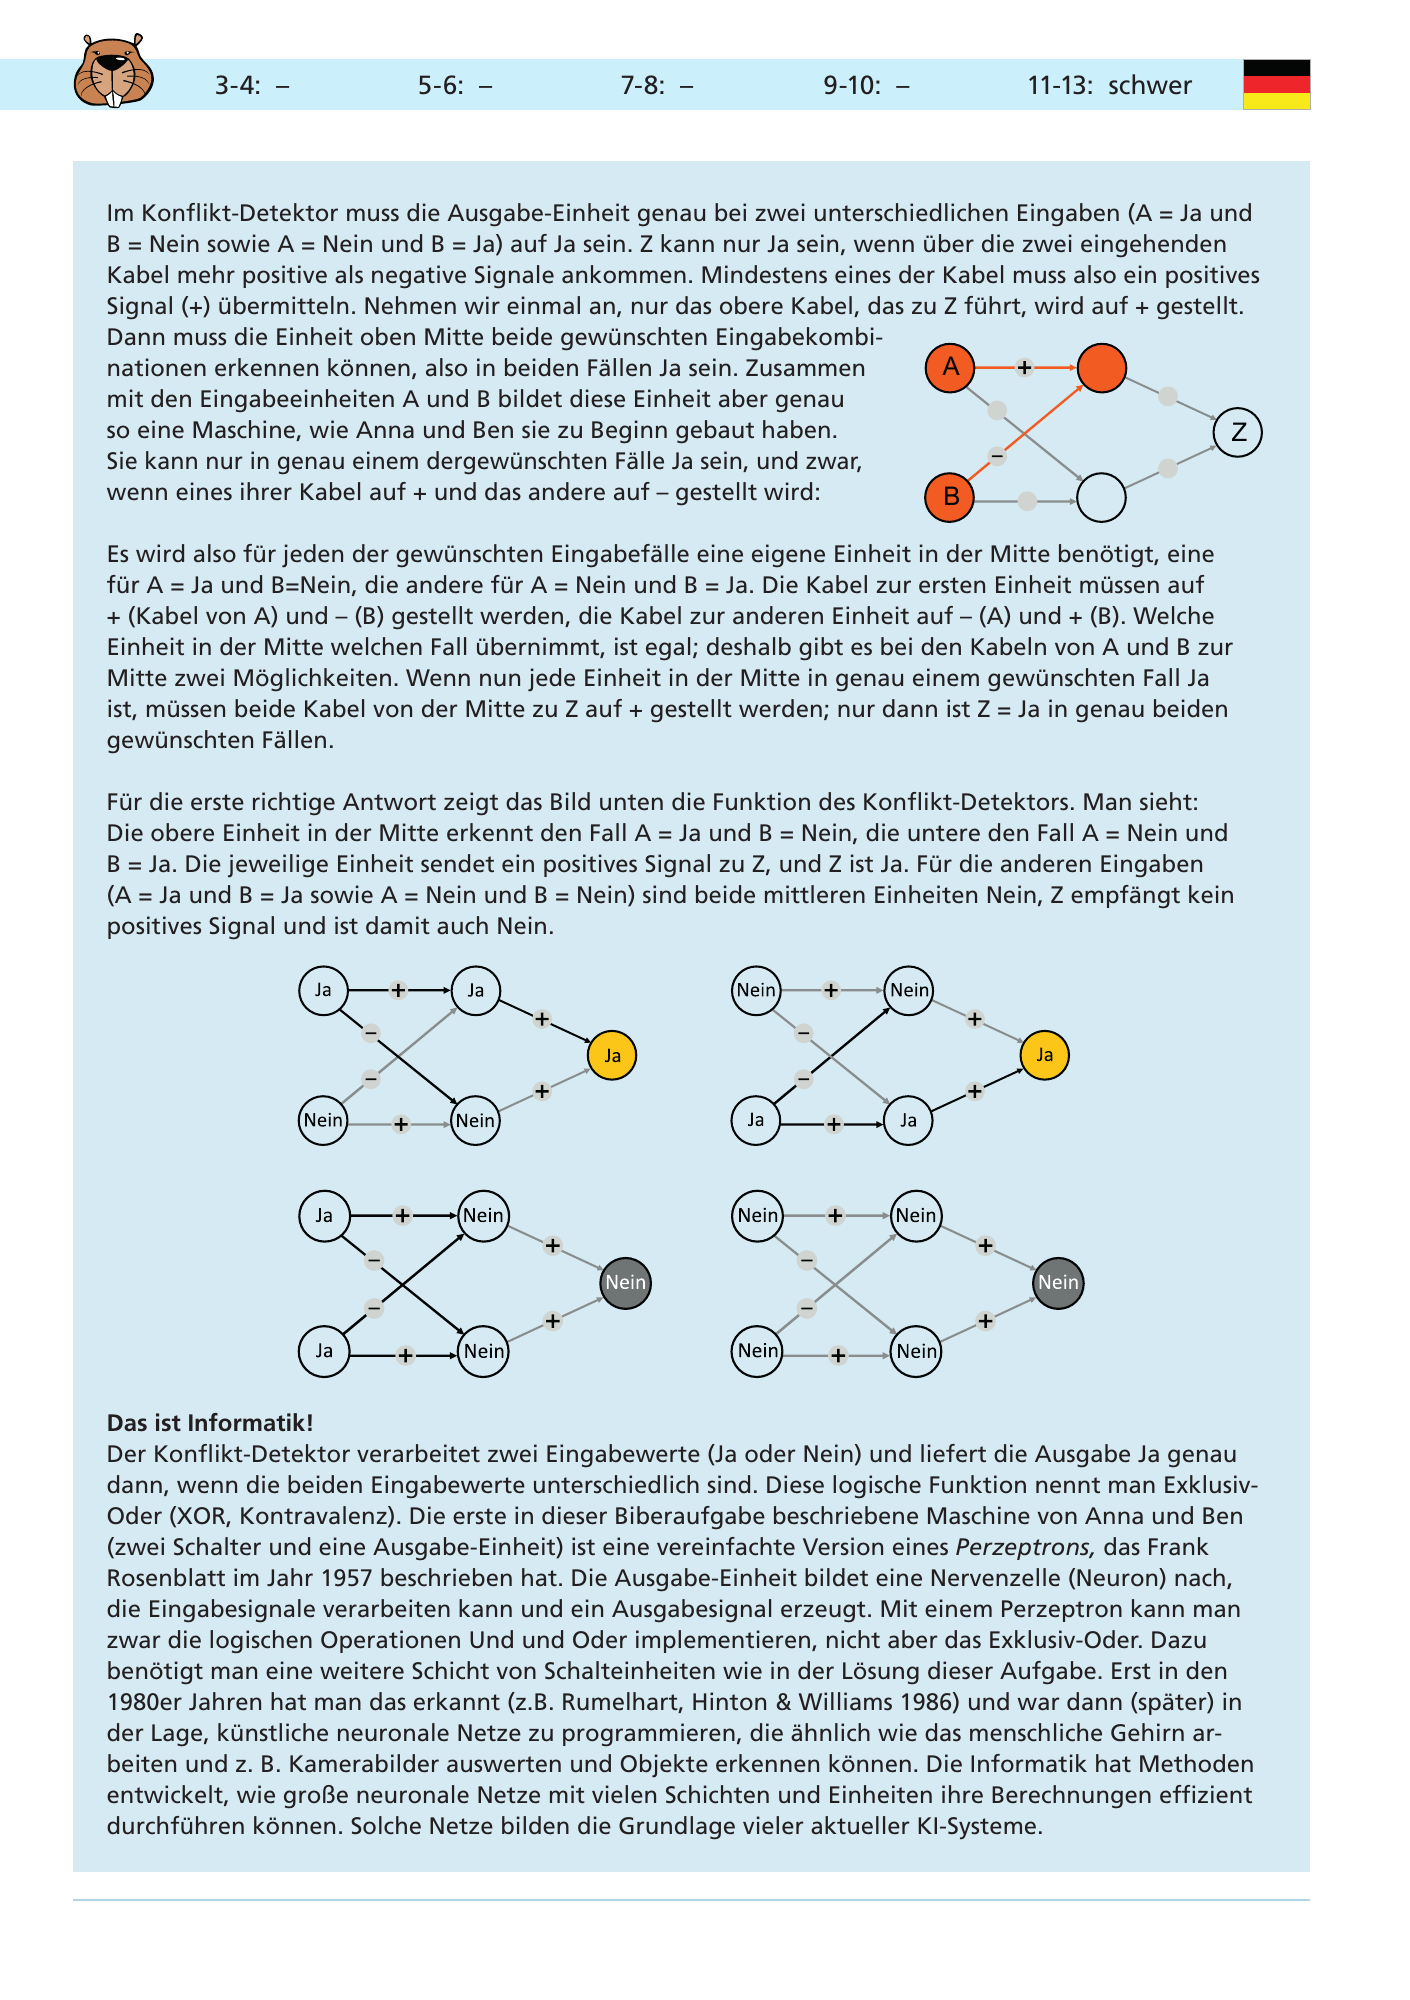 3-4: –    5-6: –    7-8: –    9-10: –    11-13: schwer
Im Konflikt-Detektor muss die Ausgabe-Einheit genau bei zwei unterschiedlichen Eingaben (A = Ja und
B = Nein sowie A = Nein und B = Ja) auf Ja sein. Z kann nur Ja sein, wenn über die zwei eingehenden
Kabel mehr positive als negative Signale ankommen. Mindestens eines der Kabel muss also ein positives
Signal (+) übermitteln. Nehmen wir einmal an, nur das obere Kabel, das zu Z führt, wird auf + gestellt.
Dann muss die Einheit oben Mitte beide gewünschten Eingabekombi-
nationen erkennen können, also in beiden Fällen Ja sein. Zusammen
mit den Eingabeeinheiten A und B bildet diese Einheit aber genau
so eine Maschine, wie Anna und Ben sie zu Beginn gebaut haben.
Sie kann nur in genau einem dergewünschten Fälle Ja sein, und zwar,
wenn eines ihrer Kabel auf + und das andere auf – gestellt wird:
A +
Z
–
B
Es wird also für jeden der gewünschten Eingabefälle eine eigene Einheit in der Mitte benötigt, eine
für A = Ja und B=Nein, die andere für A = Nein und B = Ja. Die Kabel zur ersten Einheit müssen auf
+ (Kabel von A) und – (B) gestellt werden, die Kabel zur anderen Einheit auf – (A) und + (B). Welche
Einheit in der Mitte welchen Fall übernimmt, ist egal; deshalb gibt es bei den Kabeln von A und B zur
Mitte zwei Möglichkeiten. Wenn nun jede Einheit in der Mitte in genau einem gewünschten Fall Ja
ist, müssen beide Kabel von der Mitte zu Z auf + gestellt werden; nur dann ist Z = Ja in genau beiden
gewünschten Fällen.
Für die erste richtige Antwort zeigt das Bild unten die Funktion des Konflikt-Detektors. Man sieht:
Die obere Einheit in der Mitte erkennt den Fall A = Ja und B = Nein, die untere den Fall A = Nein und
B = Ja. Die jeweilige Einheit sendet ein positives Signal zu Z, und Z ist Ja. Für die anderen Eingaben
(A = Ja und B = Ja sowie A = Nein und B = Nein) sind beide mittleren Einheiten Nein, Z empfängt kein
positives Signal und ist damit auch Nein.
Ja + Ja    Nein + Nein
+    +
–    –
Ja    Ja
–    –
+    +
Nein + Nein    Ja + Ja
Ja + Nein    Nein + Nein
+    +
–    –
Nein    Nein
–    –
+    +
Ja + Nein    Nein + Nein
Das ist Informatik!
Der Konflikt-Detektor verarbeitet zwei Eingabewerte (Ja oder Nein) und liefert die Ausgabe Ja genau
dann, wenn die beiden Eingabewerte unterschiedlich sind. Diese logische Funktion nennt man Exklusiv-
Oder (XOR, Kontravalenz). Die erste in dieser Biberaufgabe beschriebene Maschine von Anna und Ben
(zwei Schalter und eine Ausgabe-Einheit) ist eine vereinfachte Version eines Perzeptrons, das Frank
Rosenblatt im Jahr 1957 beschrieben hat. Die Ausgabe-Einheit bildet eine Nervenzelle (Neuron) nach,
die Eingabesignale verarbeiten kann und ein Ausgabesignal erzeugt. Mit einem Perzeptron kann man
zwar die logischen Operationen Und und Oder implementieren, nicht aber das Exklusiv-Oder. Dazu
benötigt man eine weitere Schicht von Schalteinheiten wie in der Lösung dieser Aufgabe. Erst in den
1980er Jahren hat man das erkannt (z.B. Rumelhart, Hinton & Williams 1986) und war dann (später) in
der Lage, künstliche neuronale Netze zu programmieren, die ähnlich wie das menschliche Gehirn ar-
beiten und z. B. Kamerabilder auswerten und Objekte erkennen können. Die Informatik hat Methoden
entwickelt, wie große neuronale Netze mit vielen Schichten und Einheiten ihre Berechnungen effizient
durchführen können. Solche Netze bilden die Grundlage vieler aktueller KI-Systeme.